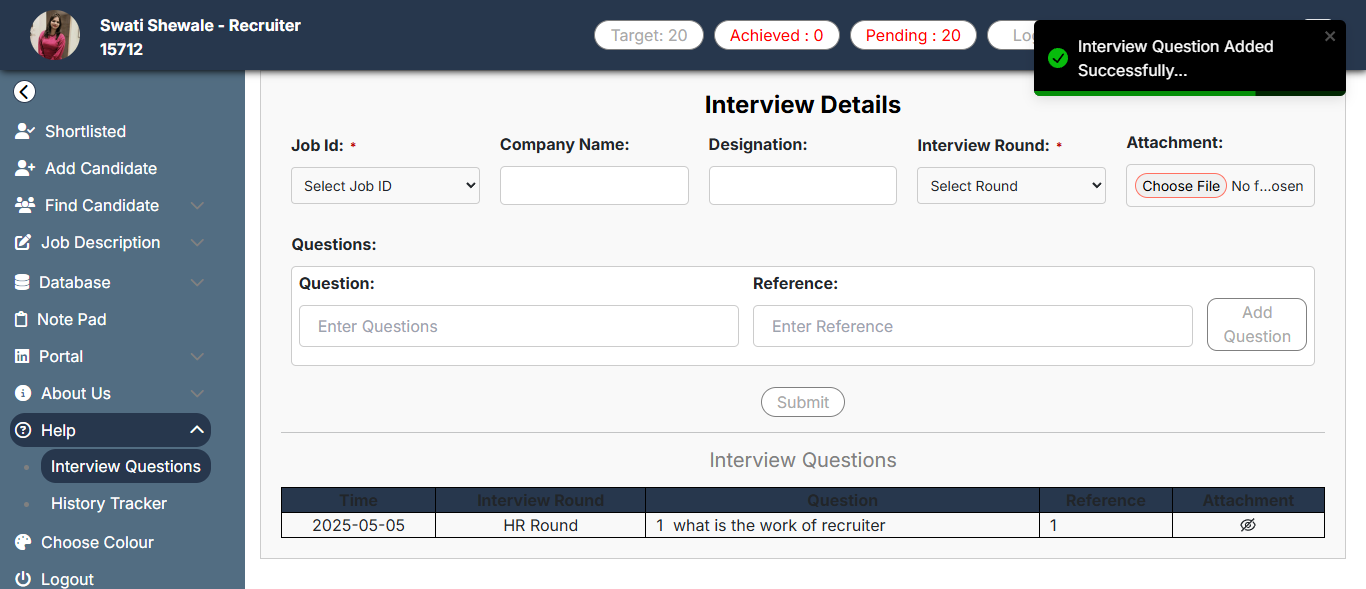 Swati Shewale - Recruiter
15712
Target: 20
Achieved : 0
Pending : 20
Interview Question Added
Successfully...
Shortlisted
Add Candidate
Find Candidate
Job Description
Database
Note Pad
Portal
About Us
Help
Interview Questions
History Tracker
Choose Colour
Logout
Interview Details
Job Id: *
Company Name:
Designation:
Interview Round: *
Attachment:
Select Job ID
Select Round
Choose File No f...osen
Questions:
Question:
Reference:
Enter Questions
Enter Reference
Add
Question
Submit
Interview Questions
Time Interview Round Question Reference Attachment
2025-05-05 HR Round 1 what is the work of recruiter 1